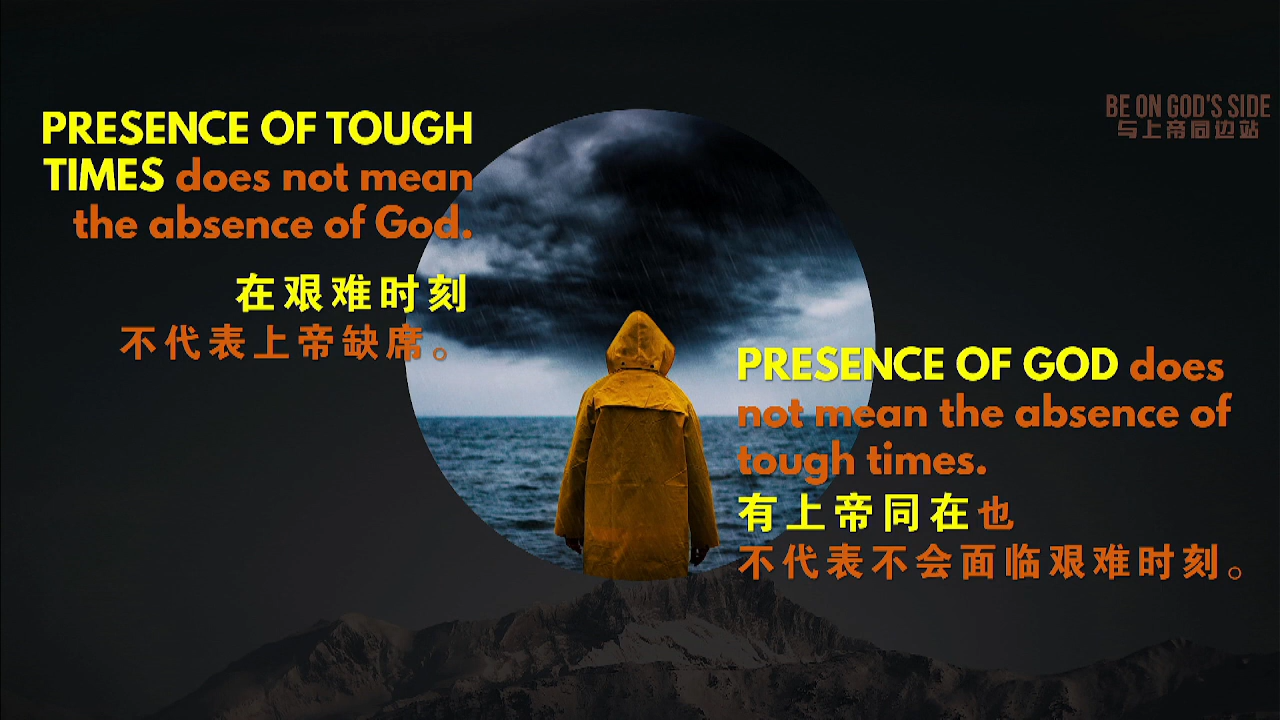 PRESENCE OF TOUGH
TIMES does not mean
the absence of God.
在艰难时刻
不代表上帝缺席。
BE ON GOD'S SIDE
与上帝同边站
PRESENCE OF GOD does
not mean the absence of
tough times.
有上帝同在也
不代表不会面临艰难时刻。